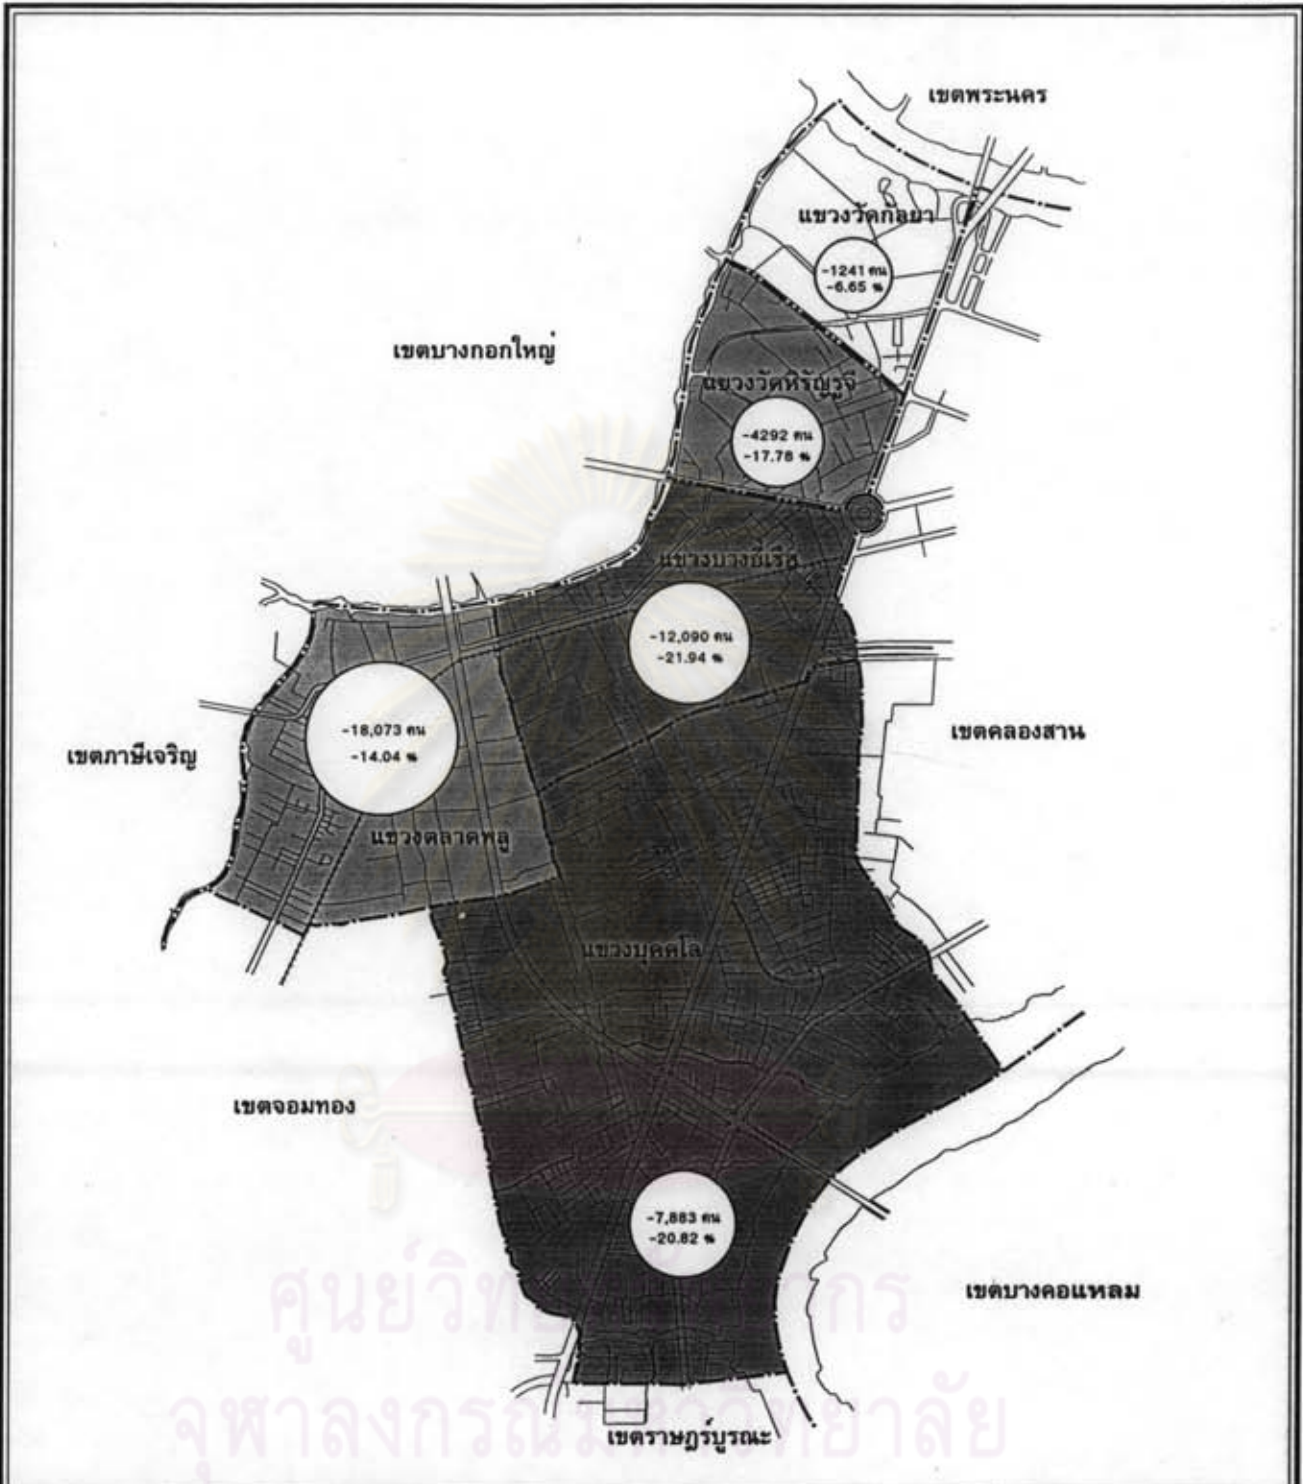 เขตพระนคร
แขวงวัดกัลยา
-1241 คน
-6.65 %
เขตบางกอกใหญ่
แขวงวัดหิรัญรูจี
-4292 คน
-17.78 %
แขวงบางยี่เรือ
-12,090 คน
-21.94 %
-18,073 คน
-14.04 %
เขตคลองสาน
เขตภาษีเจริญ
แขวงตลาดพลู
แขวงบุคคโล
เขตจอมทอง
-7,883 คน
-20.82 %
เขตบางคอแหลม
ศูนย์วิทยทรัพยากร
จุฬาลงกรณ์มหาวิทยาลัย
เขตราษฎร์บูรณะ